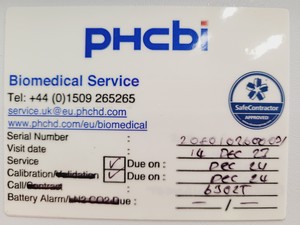 PHCbi
Biomedical Service
Tel: +44 (0)1509 265265
service.uk@eu.phchd.com
www.phchd.com/eu/biomedical
SafeContractor
APPROVED
Serial Number
Visit date 14 DEC 23
Service ✓ Due on: DEC 24
Calibration/Validation ✓ Due on: DEC 24
Call/Contract 6302T
Battery Alarm/LN2 CO2 Due: —/—